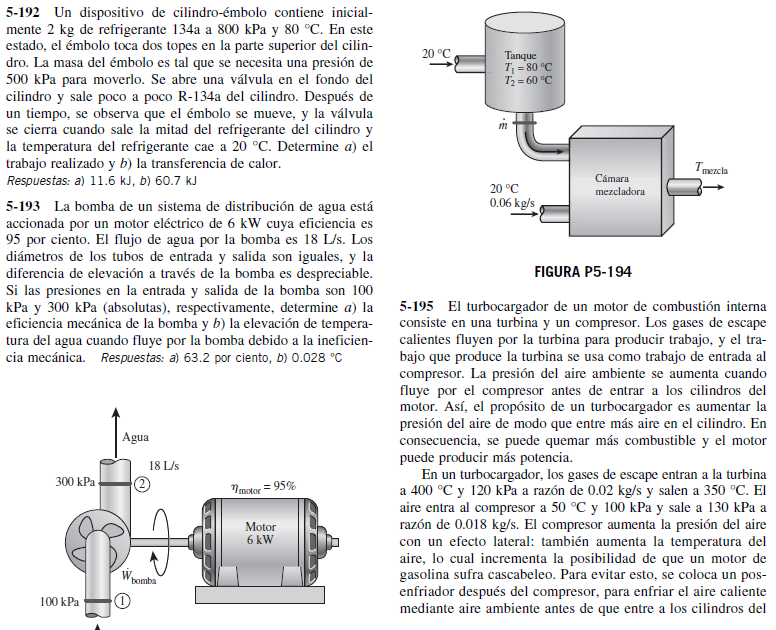 5-192 Un dispositivo de cilindro-émbolo contiene inicial-
mente 2 kg de refrigerante 134a a 800 kPa y 80 °C. En este
estado, el émbolo toca dos topes en la parte superior del cilin-
dro. La masa del émbolo es tal que se necesita una presión de
500 kPa para moverlo. Se abre una válvula en el fondo del
cilindro y sale poco a poco R-134a del cilindro. Después de
un tiempo, se observa que el émbolo se mueve, y la válvula
se cierra cuando sale la mitad del refrigerante del cilindro y
la temperatura del refrigerante cae a 20 °C. Determine a) el
trabajo realizado y b) la transferencia de calor.
Respuestas: a) 11.6 kJ, b) 60.7 kJ
5-193 La bomba de un sistema de distribución de agua está
accionada por un motor eléctrico de 6 kW cuya eficiencia es
95 por ciento. El flujo de agua por la bomba es 18 L/s. Los
diámetros de los tubos de entrada y salida son iguales, y la
diferencia de elevación a través de la bomba es despreciable.
Si las presiones en la entrada y salida de la bomba son 100
kPa y 300 kPa (absolutas), respectivamente, determine a) la
eficiencia mecánica de la bomba y b) la elevación de tempera-
tura del agua cuando fluye por la bomba debido a la ineficien-
cia mecánica. Respuestas: a) 63.2 por ciento, b) 0.028 °C
Agua
18 L/s
300 kPa
2
ηmotor = 95%
Motor
6 kW
Ẇbomba
100 kPa
1
20 °C
Tanque
T1 = 80 °C
T2 = 60 °C
ṁ
Cámara
mezcladora
Tmezcla
20 °C
0.06 kg/s
FIGURA P5-194
5-195 El turbocargador de un motor de combustión interna
consiste en una turbina y un compresor. Los gases de escape
calientes fluyen por la turbina para producir trabajo, y el tra-
bajo que produce la turbina se usa como trabajo de entrada al
compresor. La presión del aire ambiente se aumenta cuando
fluye por el compresor antes de entrar a los cilindros del
motor. Así, el propósito de un turbocargador es aumentar la
presión del aire de modo que entre más aire en el cilindro. En
consecuencia, se puede quemar más combustible y el motor
puede producir más potencia.
En un turbocargador, los gases de escape entran a la turbina
a 400 °C y 120 kPa a razón de 0.02 kg/s y salen a 350 °C. El
aire entra al compresor a 50 °C y 100 kPa y sale a 130 kPa a
razón de 0.018 kg/s. El compresor aumenta la presión del aire
con un efecto lateral: también aumenta la temperatura del
aire, lo cual incrementa la posibilidad de que un motor de
gasolina sufra cascabeleo. Para evitar esto, se coloca un pos-
enfriador después del compresor, para enfriar el aire caliente
mediante aire ambiente antes de que entre a los cilindros del